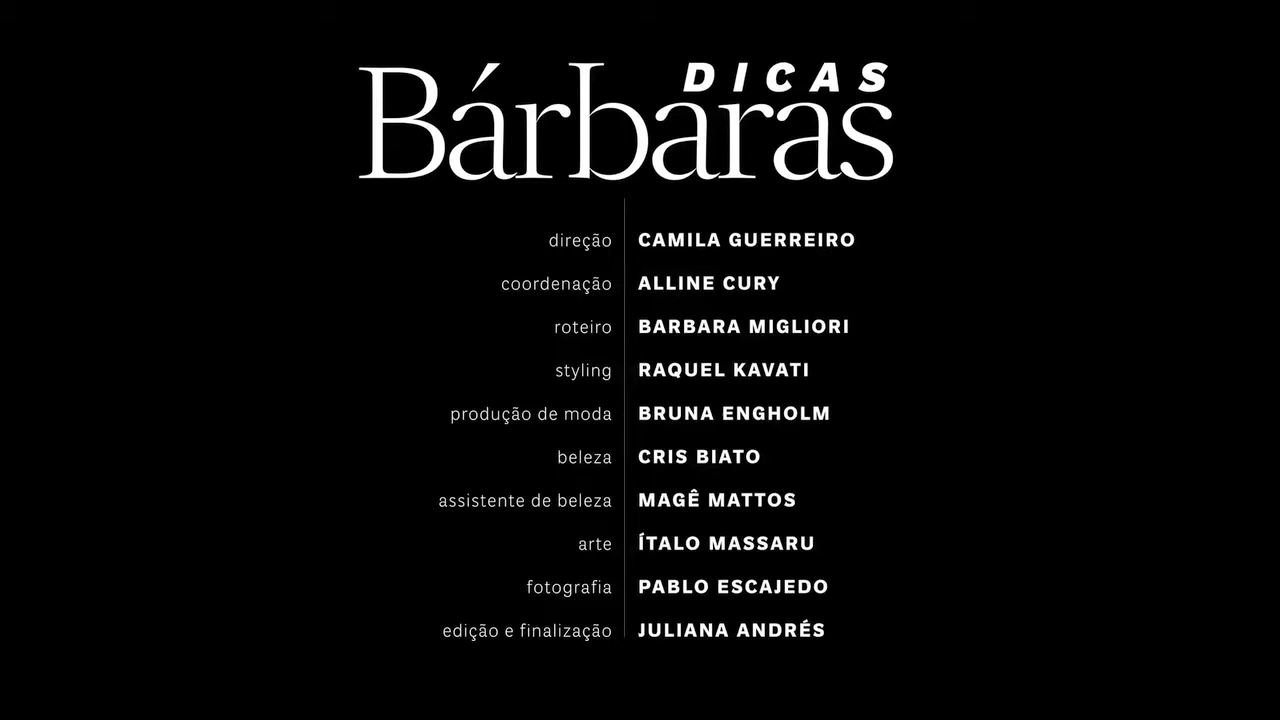 DICAS
Bárbaras
direção CAMILA GUERREIRO
coordenação ALLINE CURY
roteiro BARBARA MIGLIORI
styling RAQUEL KAVATI
produção de moda BRUNA ENGHOLM
beleza CRIS BIATO
assistente de beleza MAGÊ MATTOS
arte ÍTALO MASSARU
fotografia PABLO ESCAJEDO
edição e finalização JULIANA ANDRÉS